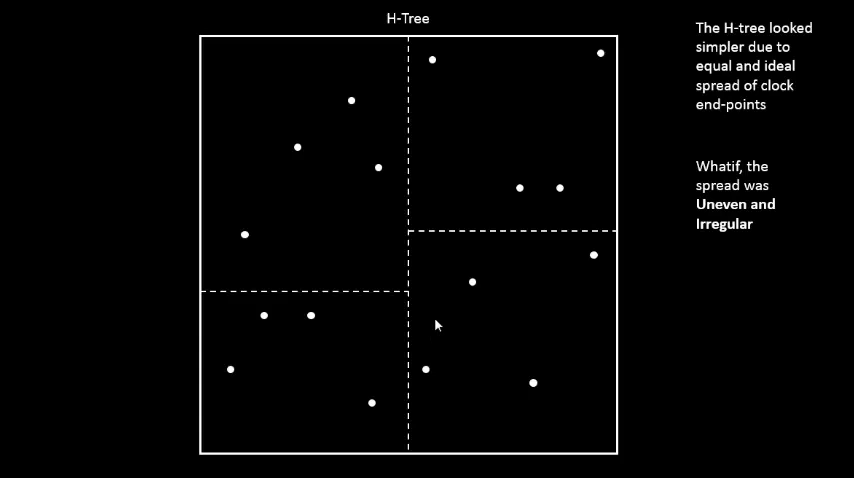 H-Tree
The H-tree looked
simpler due to
equal and ideal
spread of clock
end-points
Whatif, the
spread was
Uneven and
Irregular